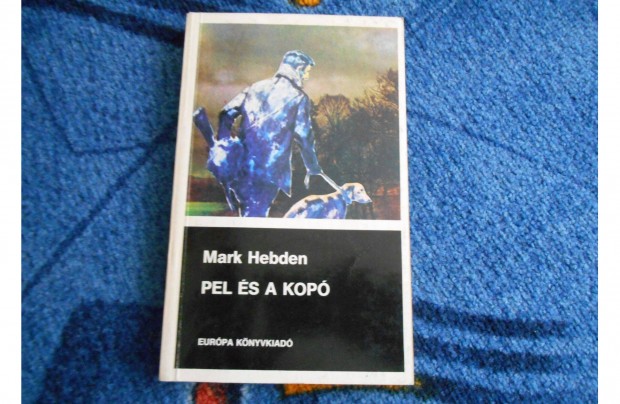 Mark Hebden
PEL ÉS A KOPÓ
EURÓPA KÖNYVKIADÓ